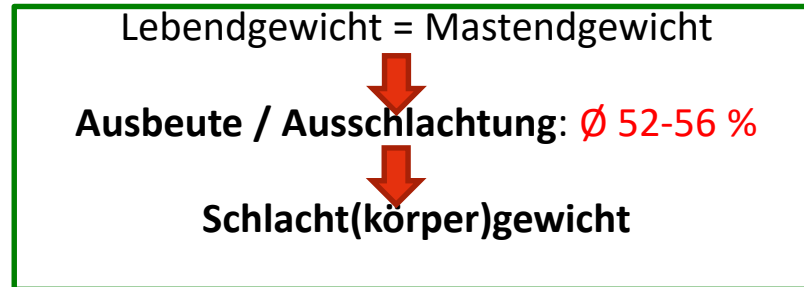 Lebendgewicht = Mastendgewicht
Ausbeute / Ausschlachtung: Ø 52-56 %
Schlacht(körper)gewicht